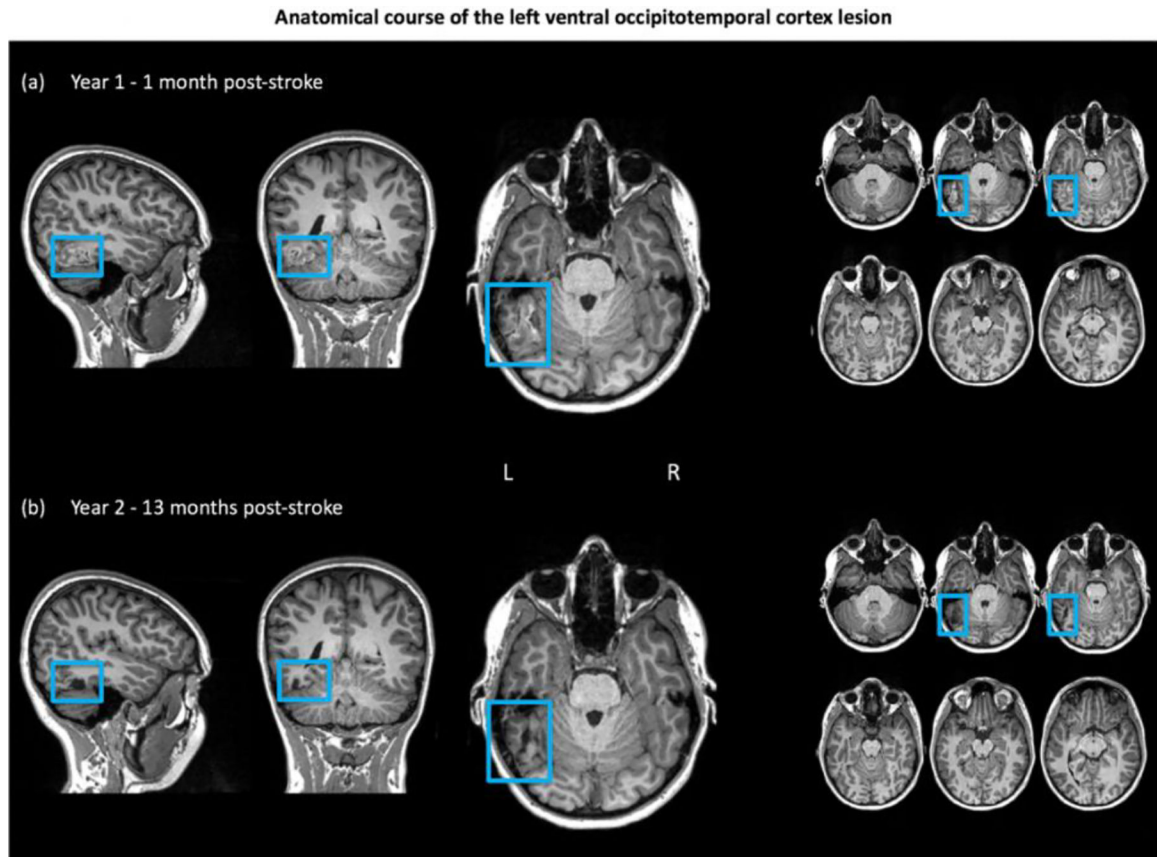 Anatomical course of the left ventral occipitotemporal cortex lesion
(a) Year 1 - 1 month post-stroke
L R
(b) Year 2 - 13 months post-stroke